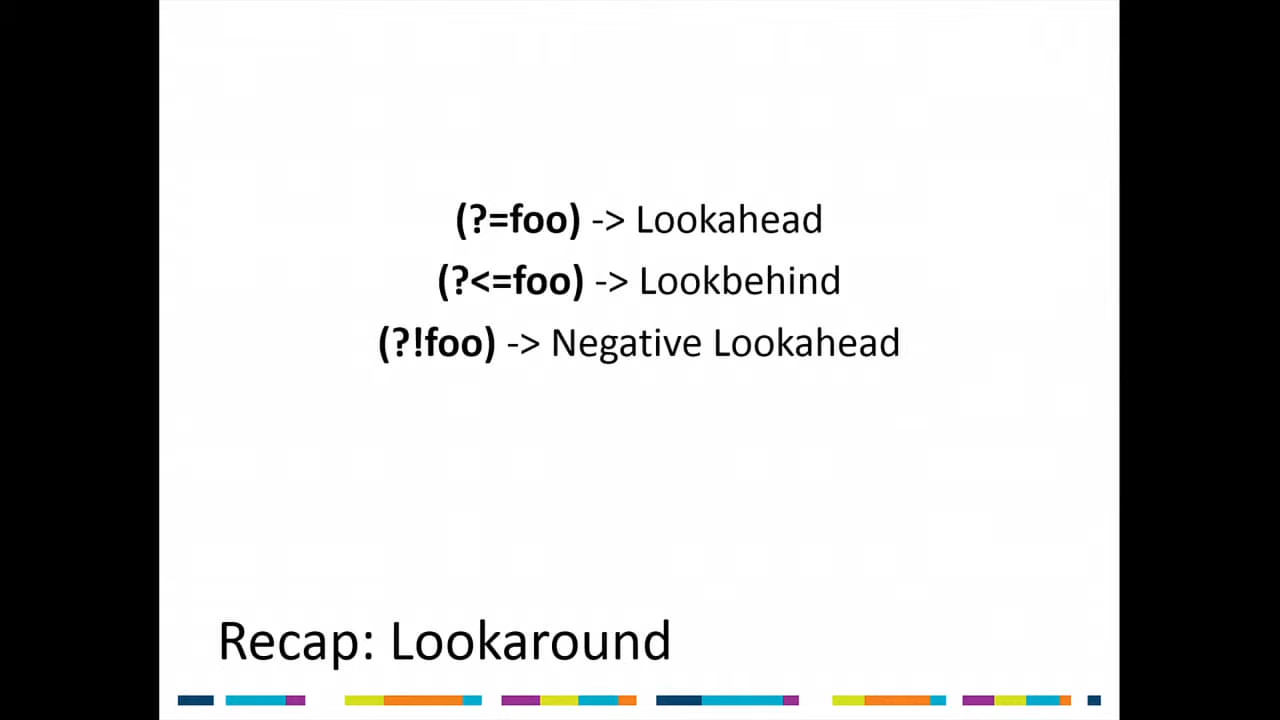 (?=foo) -> Lookahead
(?<=foo) -> Lookbehind
(?!foo) -> Negative Lookahead
Recap: Lookaround